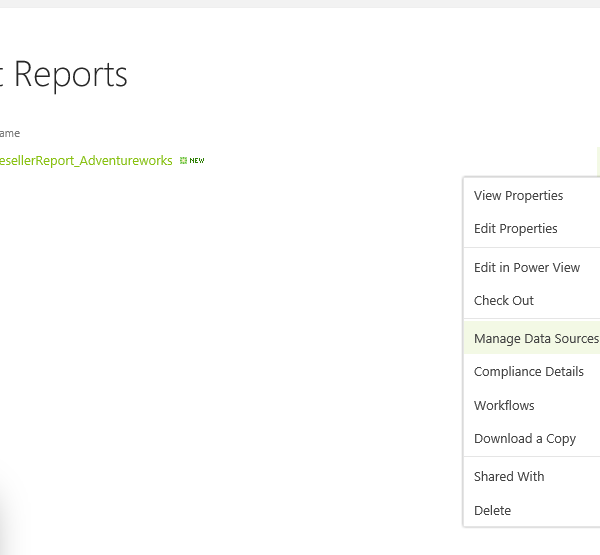 Reports
ame
esellerReport_Adventureworks NEW
View Properties
Edit Properties
Edit in Power View
Check Out
Manage Data Sources
Compliance Details
Workflows
Download a Copy
Shared With
Delete